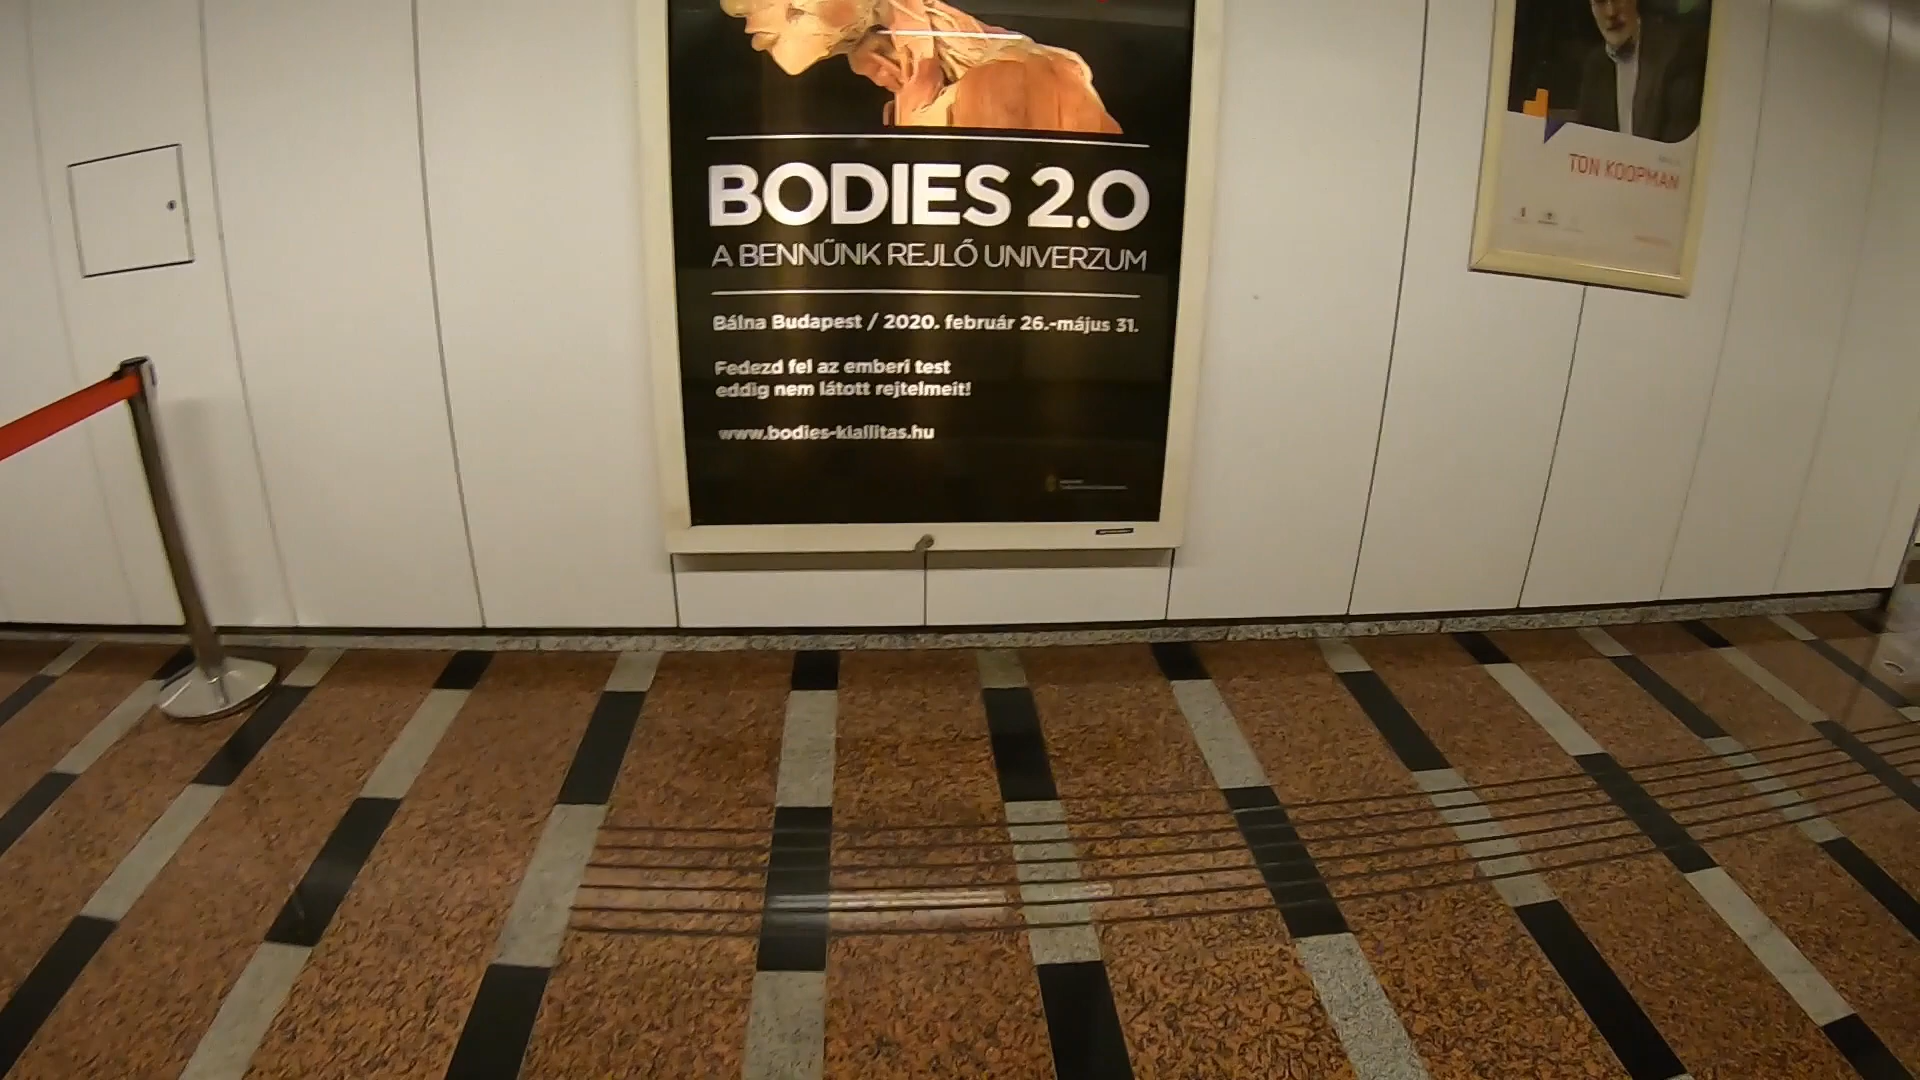 BODIES 2.0
A BENNŰNK REJLŐ UNIVERZUM
Bálna Budapest / 2020. február 26.-május 31.
Fedezd fel az emberi test
eddig nem látott rejtelmeit!
www.bodies-kiallitas.hu
TON KOOPMAN